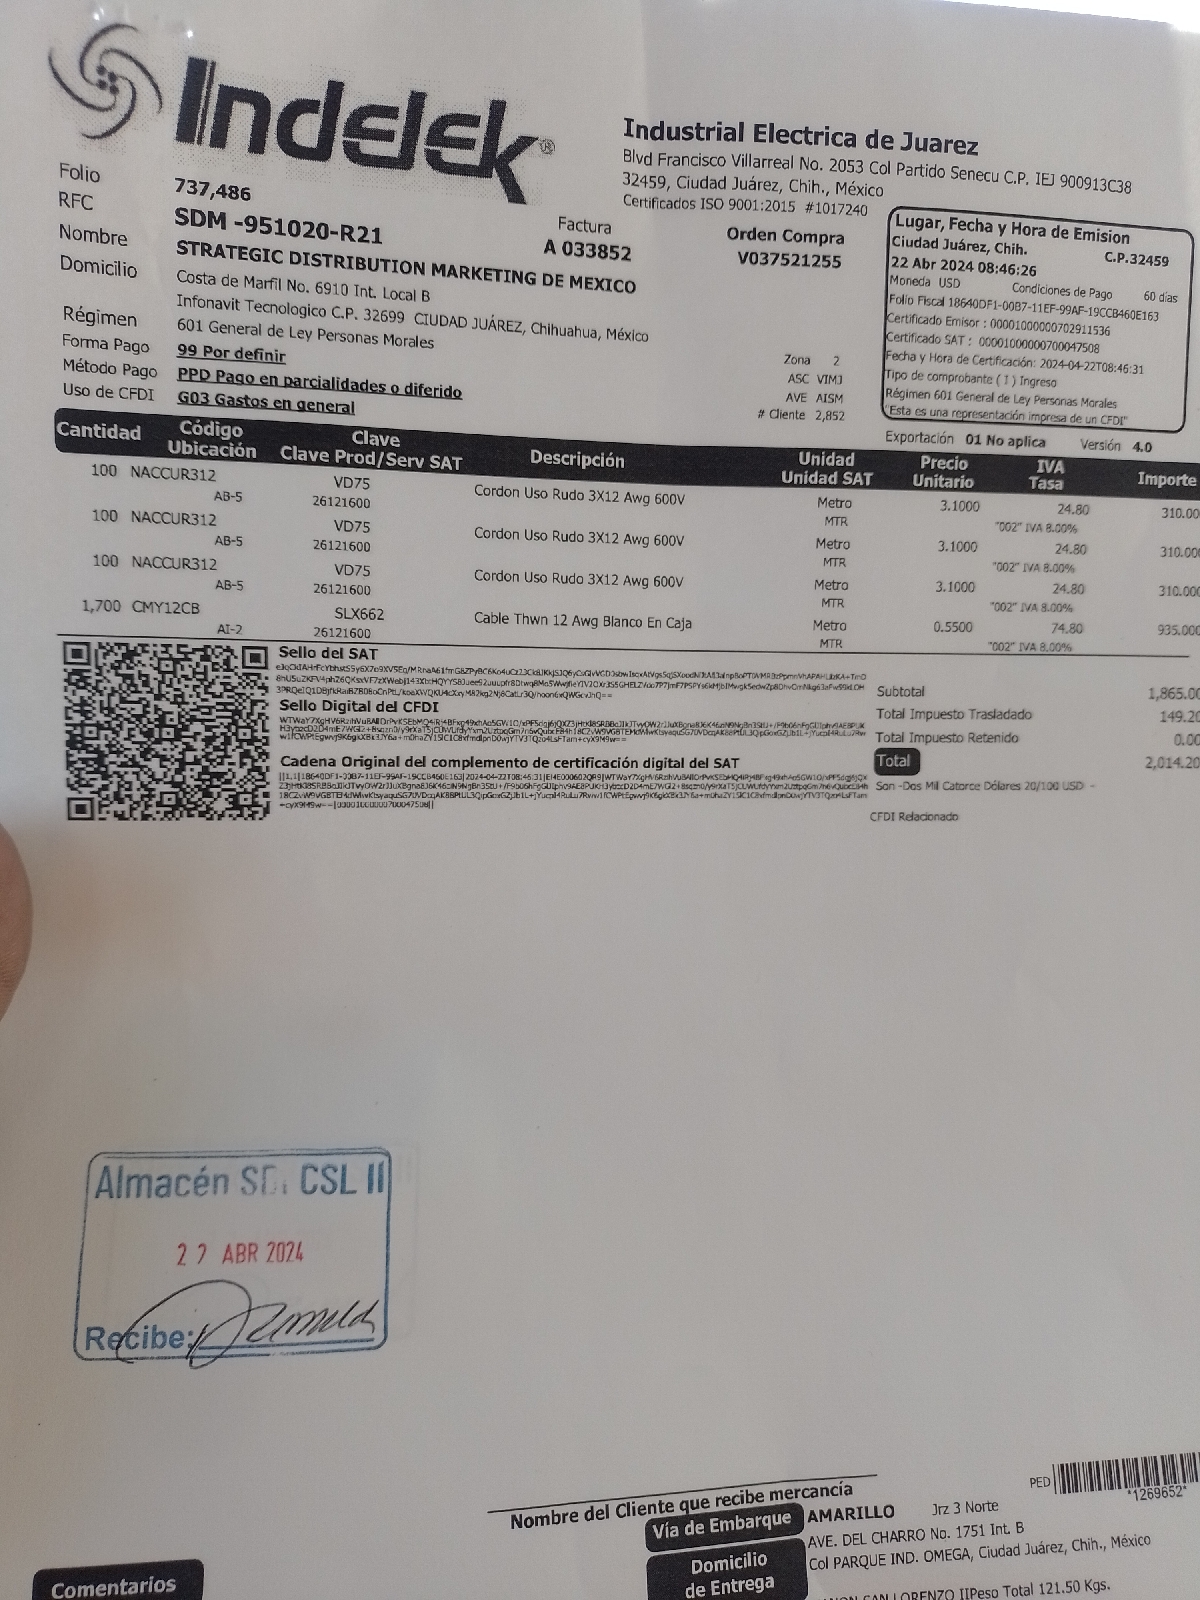 Indelek®
Industrial Electrica de Juarez
Blvd Francisco Villarreal No. 2053 Col Partido Senecu C.P. IEJ 900913C38
32459, Ciudad Juárez, Chih., México
Certificados ISO 9001:2015 #1017240
Folio 737,486
RFC SDM -951020-R21
Factura
A 033852
Orden Compra
V037521255
Nombre STRATEGIC DISTRIBUTION MARKETING DE MEXICO
Domicilio Costa de Marfil No. 6910 Int. Local B
Infonavit Tecnologico C.P. 32699 CIUDAD JUÁREZ, Chihuahua, México
Régimen 601 General de Ley Personas Morales
Forma Pago 99 Por definir
Método Pago PPD Pago en parcialidades o diferido
Uso de CFDI G03 Gastos en general
Zona 2
ASC VIMJ
AVE AISM
# Cliente 2,852
Lugar, Fecha y Hora de Emision
Ciudad Juárez, Chih. C.P.32459
22 Abr 2024 08:46:26
Moneda USD Condiciones de Pago 60 dias
Folio Fiscal 18640DF1-00B7-11EF-99AF-19CCB460E163
Certificado Emisor : 00001000000702911536
Certificado SAT : 00001000000700047508
Fecha y Hora de Certificación: 2024-04-22T08:46:31
Tipo de comprobante ( I ) Ingreso
Régimen 601 General de Ley Personas Morales
"Esta es una representación impresa de un CFDI"
Exportación 01 No aplica Versión 4.0
Cantidad Código Clave Descripción Unidad Precio IVA Importe
Ubicación Clave Prod/Serv SAT Unidad SAT Unitario Tasa
100 NACCUR312 VD75 Cordon Uso Rudo 3X12 Awg 600V Metro 3.1000 24.80 310.00
AB-5 26121600 MTR "002" IVA 8.00%
100 NACCUR312 VD75 Cordon Uso Rudo 3X12 Awg 600V Metro 3.1000 24.80 310.00
AB-5 26121600 MTR "002" IVA 8.00%
100 NACCUR312 VD75 Cordon Uso Rudo 3X12 Awg 600V Metro 3.1000 24.80 310.00
AB-5 26121600 MTR "002" IVA 8.00%
1,700 CMY12CB SLX662 Cable Thwn 12 Awg Blanco En Caja Metro 0.5500 74.80 935.00
AI-2 26121600 MTR "002" IVA 8.00%
Sello del SAT
Sello Digital del CFDI
Cadena Original del complemento de certificación digital del SAT
Subtotal 1,865.00
Total Impuesto Trasladado 149.20
Total Impuesto Retenido 0.00
Total 2,014.20
Son -Dos Mil Catorce Dólares 20/100 USD -
CFDI Relacionado
Almacén CSL II
ABR 2024
Recibe:
PED
*1269652*
Nombre del Cliente que recibe mercancía
Vía de Embarque AMARILLO Jrz 3 Norte
Domicilio de Entrega AVE. DEL CHARRO No. 1751 Int. B
Col PARQUE IND. OMEGA, Ciudad Juárez, Chih., México
SAN LORENZO II Peso Total 121.50 Kgs.
Comentarios